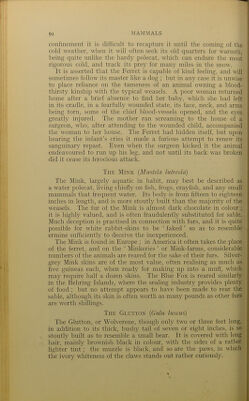 80 MAMMALS
confinement it is difficult to recapture it until the coming of the
cold weather, when it will often seek its old quarters for warmth,
being quite unlike the hardy polecat, which can endure the most
rigorous cold, and track its prey for many miles in the snow.
It is asserted that the Ferret is capable of kind feeling, and will
sometimes follow its master like a dog; but in any case it is unwise
to place reliance on the tameness of an animal owning a blood-
thirsty kinship with the typical weasels. A poor woman returned
home after a brief absence to find her baby, which she had left
in its cradle, in a fearfully wounded state; its face, neck, and arms
being torn, some of the blood-vessels opened, and the eyes
greatly injured. The mother ran screaming to the house of a
surgeon, who, after attending to the wounded child, accompanied
the woman to her house. The Ferret had hidden itself, but upon
hearing the infant's cries it made a furious attempt to renew its
sanguinary repast. Even when the surgeon kicked it the animal
endeavoured to run up his leg, and not until its back was broken
did it cease its ferocious attack.
THE MINK (Mustela lutreola)
The Mink, largely aquatic in habit, may best be described as
a water polecat, living chiefly on fish, frogs, crayfish, and any small
mammals that frequent water. Its body is from fifteen to eighteen
inches in length, and is more stoutly built than the majority of the
weasels. The fur of the Mink is almost dark chocolate in colour;
it is highly valued, and is often fraudulently substituted for sable.
Much deception is practised in connection with furs, and it is quite
possible for white rabbit-skins to be 'faked' so as to resemble
ermine sufficiently to deceive the inexperienced.
The Mink is found in Europe; in America it often takes the place
of the ferret, and on the 'Minkeries' or Mink-farms, considerable
numbers of the animals are reared for the sake of their furs. Silver-
grey Mink skins are of the most value, often realising as much as
five guineas each, when ready for making up into a muff, which
may require half a dozen skins. The Blue Fox is reared similarly
in the Behring Islands, where the sealing industry provides plenty
of food; but no attempt appears to have been made to rear the
sable, although its skin is often worth as many pounds as other furs
are worth shillings.
THE GLUTTON (Gulo luscus)
The Glutton, or Wolverene, though only two or three feet long,
in addition to its thick, bushy tail of seven or eight inches, is so
stoutly built as to resemble a small bear. It is covered with long
hair, mainly brownish black in colour, with the sides of a rather
lighter tint; the muzzle is black, and so are the paws, in which
the ivory whiteness of the claws stands out rather curiously.